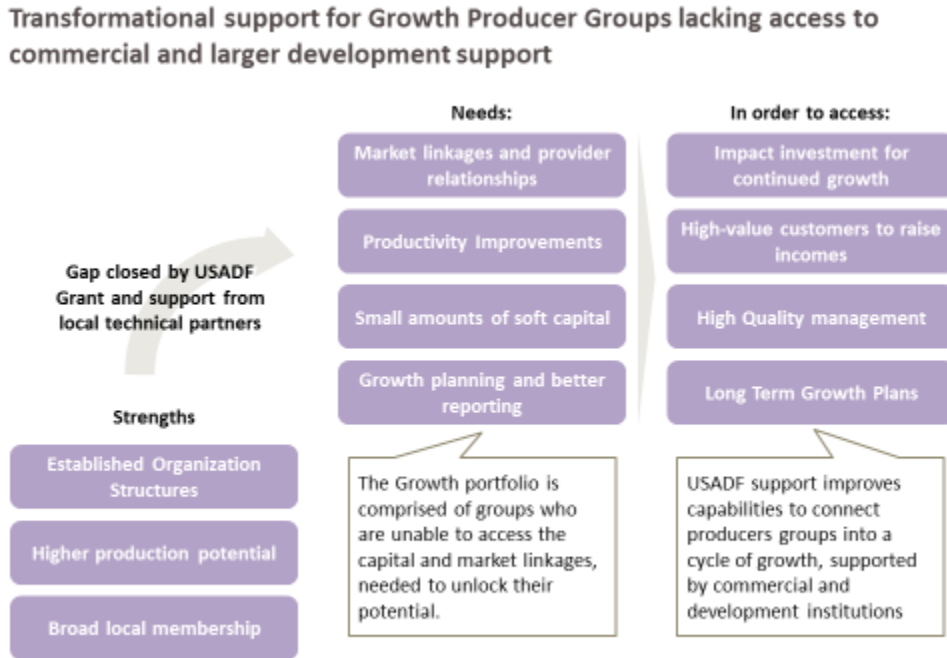 Transformational support for Growth Producer Groups lacking access to
commercial and larger development support
Gap closed by USADF
Grant and support from
local technical partners
Strengths
Established Organization
Structures
Higher production potential
Broad local membership
Needs:
Market linkages and provider
relationships
Productivity Improvements
Small amounts of soft capital
Growth planning and better
reporting
The Growth portfolio is
comprised of groups who
are unable to access the
capital and market linkages,
needed to unlock their
potential.
In order to access:
Impact investment for
continued growth
High-value customers to raise
incomes
High Quality management
Long Term Growth Plans
USADF support improves
capabilities to connect
producers groups into a
cycle of growth, supported
by commercial and
development institutions